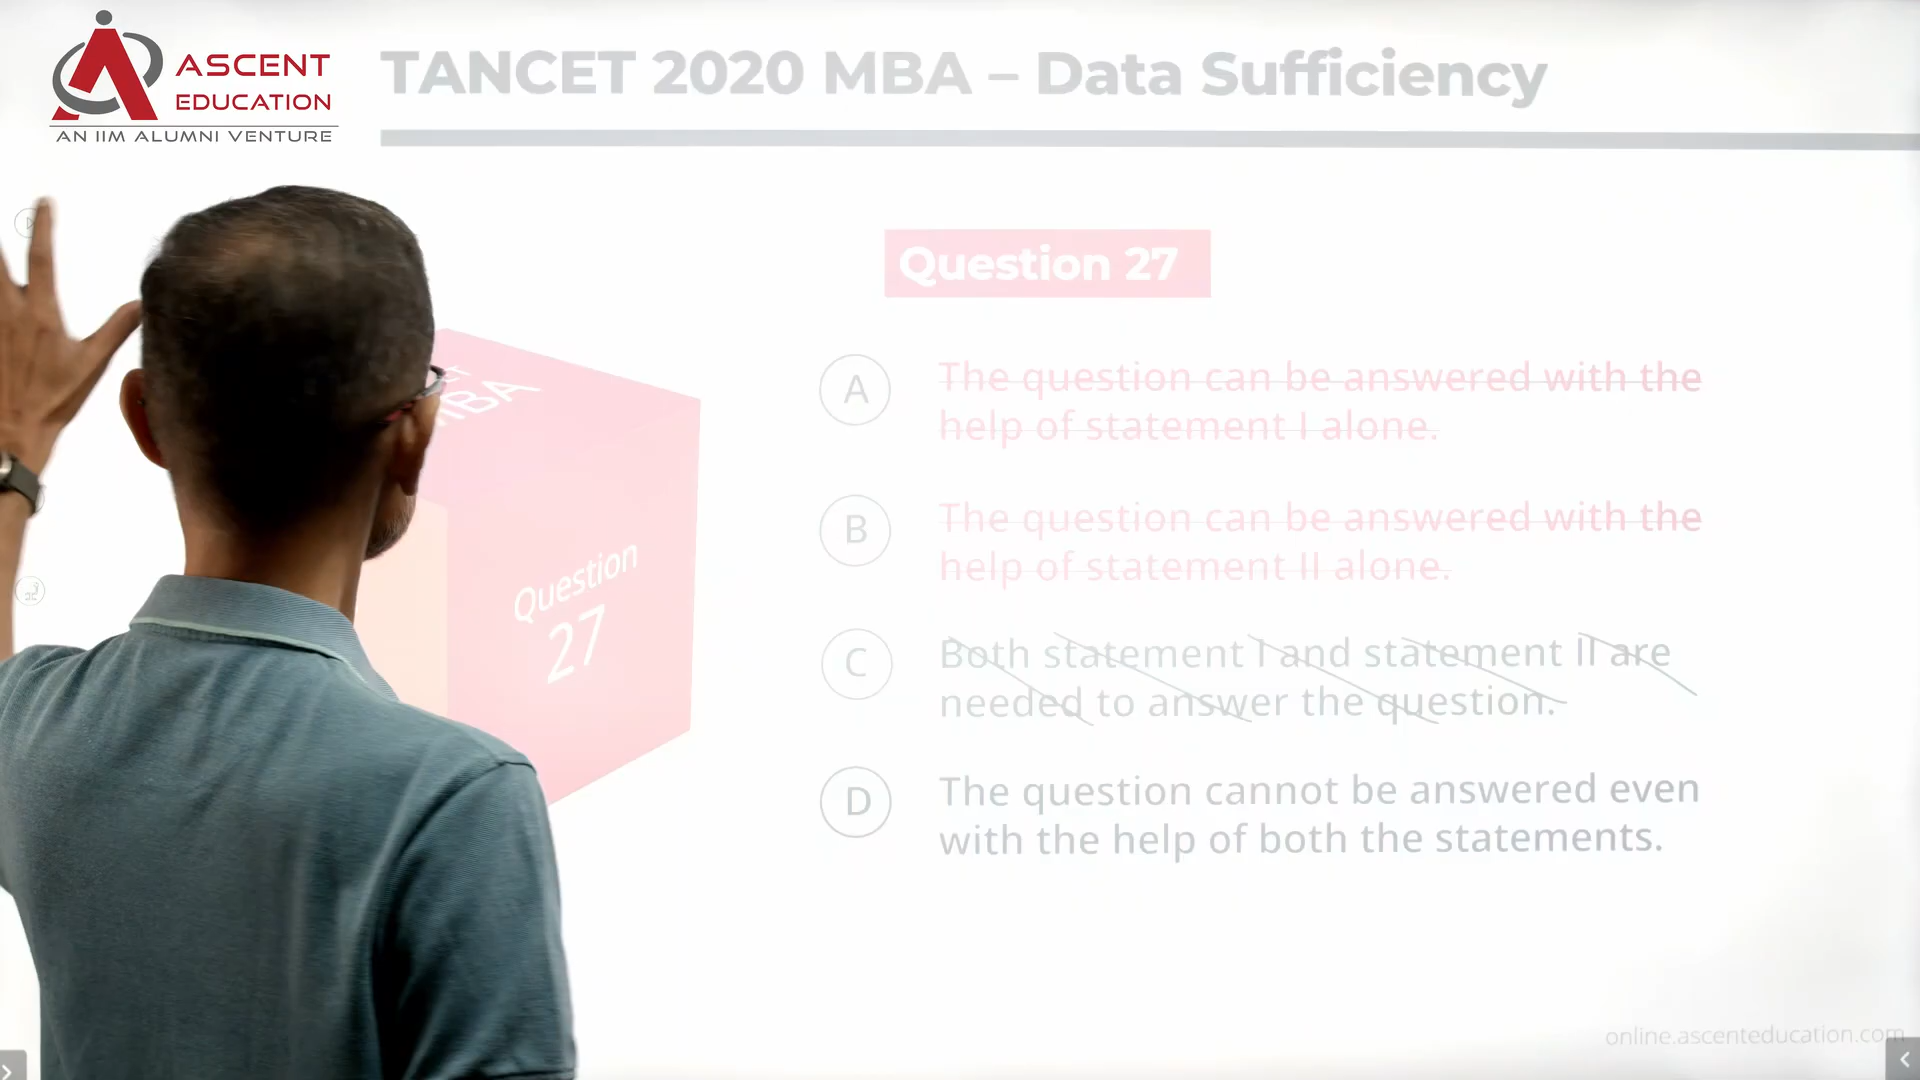 ASCENT
EDUCATION
AN IIM ALUMNI VENTURE
TANCET 2020 MBA – Data Sufficiency
Question 27
MBA
Question
27
A
The question can be answered with the
help of statement I alone.
B
The question can be answered with the
help of statement II alone.
C
Both statement I and statement II are
needed to answer the question.
D
The question cannot be answered even
with the help of both the statements.
online.ascenteducation.com